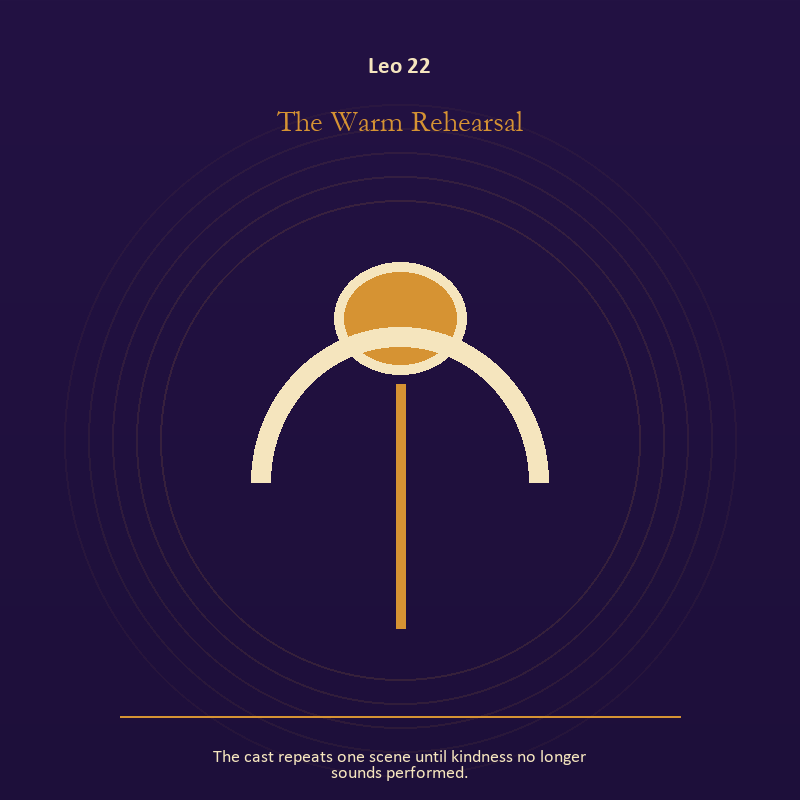 Leo 22
The Warm Rehearsal
The cast repeats one scene until kindness no longer
sounds performed.